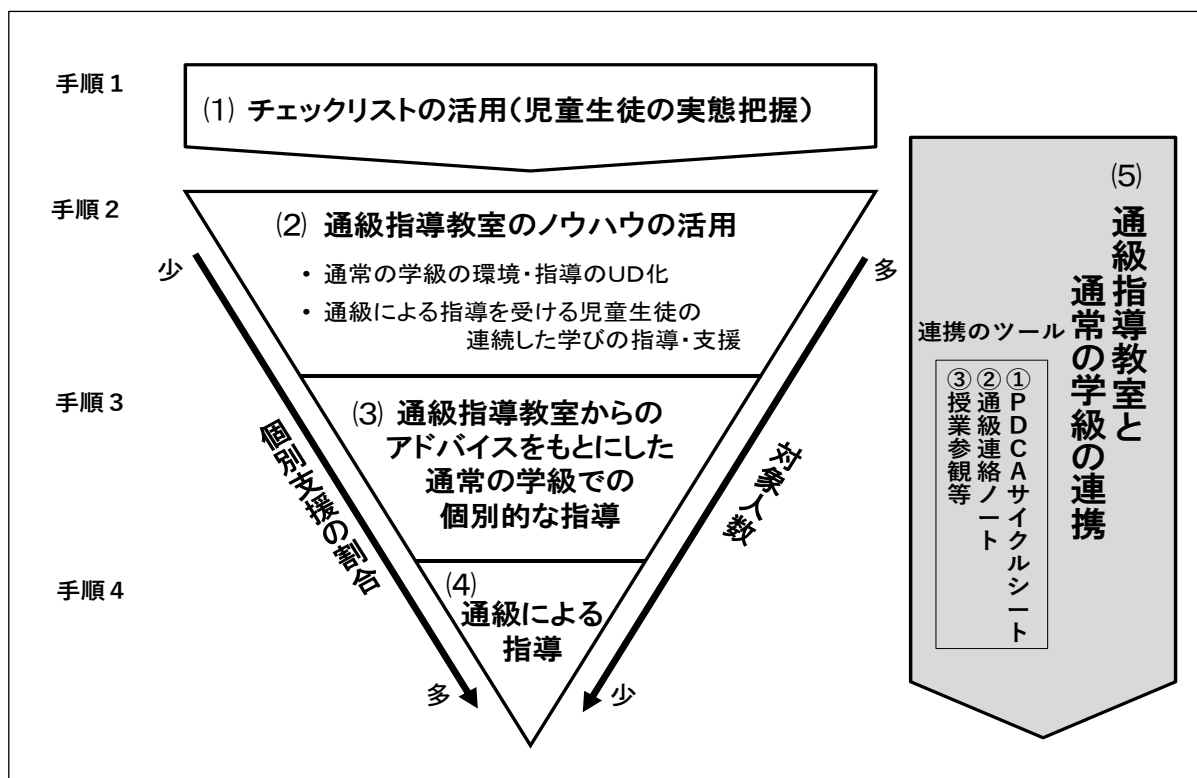 手順1
⑴ チェックリストの活用(児童生徒の実態把握)
手順2
⑵ 通級指導教室のノウハウの活用
少
多
・ 通常の学級の環境・指導のUD化
・ 通級による指導を受ける児童生徒の
連続した学びの指導・支援
手順3
⑶ 通級指導教室からの
アドバイスをもとにした
通常の学級での
個別的な指導
個別支援の割合
対象人数
手順4
⑷
通級による
指導
多
少
⑸ 通級指導教室と
通常の学級の連携
連携のツール
①PDCAサイクルシート
②通級連絡ノート
③授業参観等